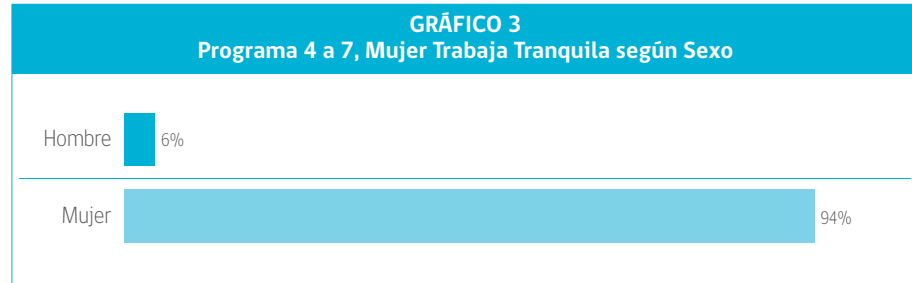 GRÁFICO 3
Programa 4 a 7, Mujer Trabaja Tranquila según Sexo
Hombre 6%
Mujer 94%